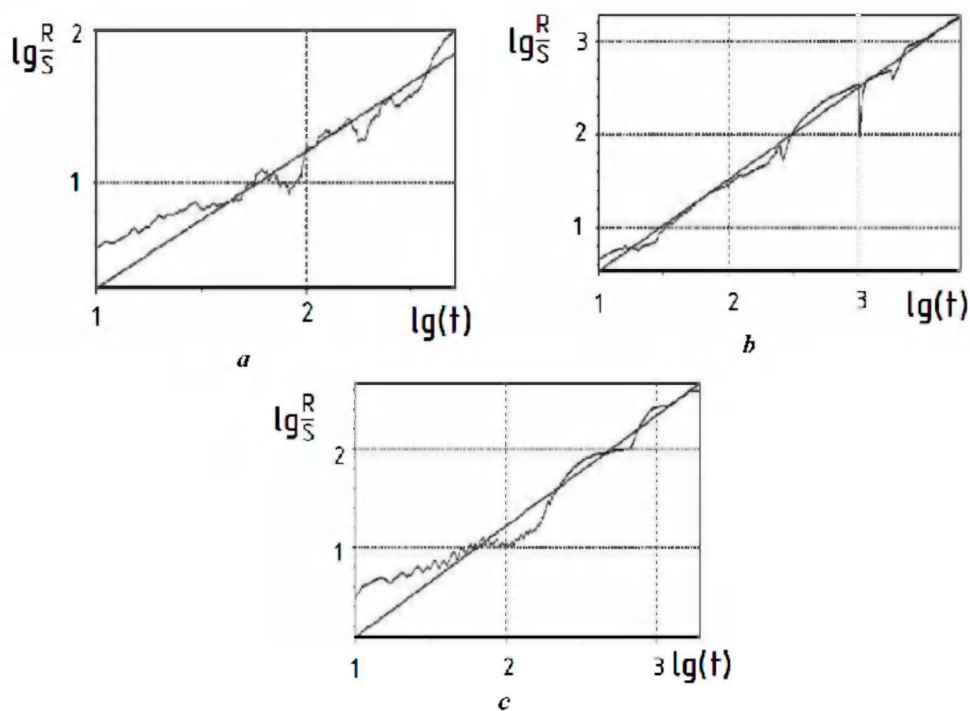 lg R/S 2
1
1 2 lg(t)
a
lg R/S 3
2
1
1 2 3 lg(t)
b
lg R/S
2
1
1 2 3 lg(t)
c